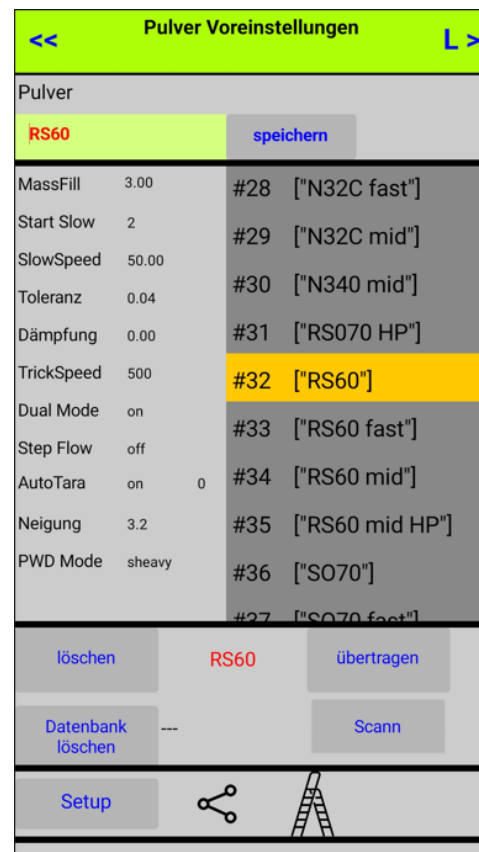 <<
Pulver Voreinstellungen
L >
Pulver
RS60
speichern
MassFill 3.00
Start Slow 2
SlowSpeed 50.00
Toleranz 0.04
Dämpfung 0.00
TrickSpeed 500
Dual Mode on
Step Flow off
AutoTara on 0
Neigung 3.2
PWD Mode sheavy
#28 ["N32C fast"]
#29 ["N32C mid"]
#30 ["N340 mid"]
#31 ["RS070 HP"]
#32 ["RS60"]
#33 ["RS60 fast"]
#34 ["RS60 mid"]
#35 ["RS60 mid HP"]
#36 ["SO70"]
#37 ["SO70 fast"]
löschen
RS60
übertragen
Datenbank
löschen
---
Scann
Setup